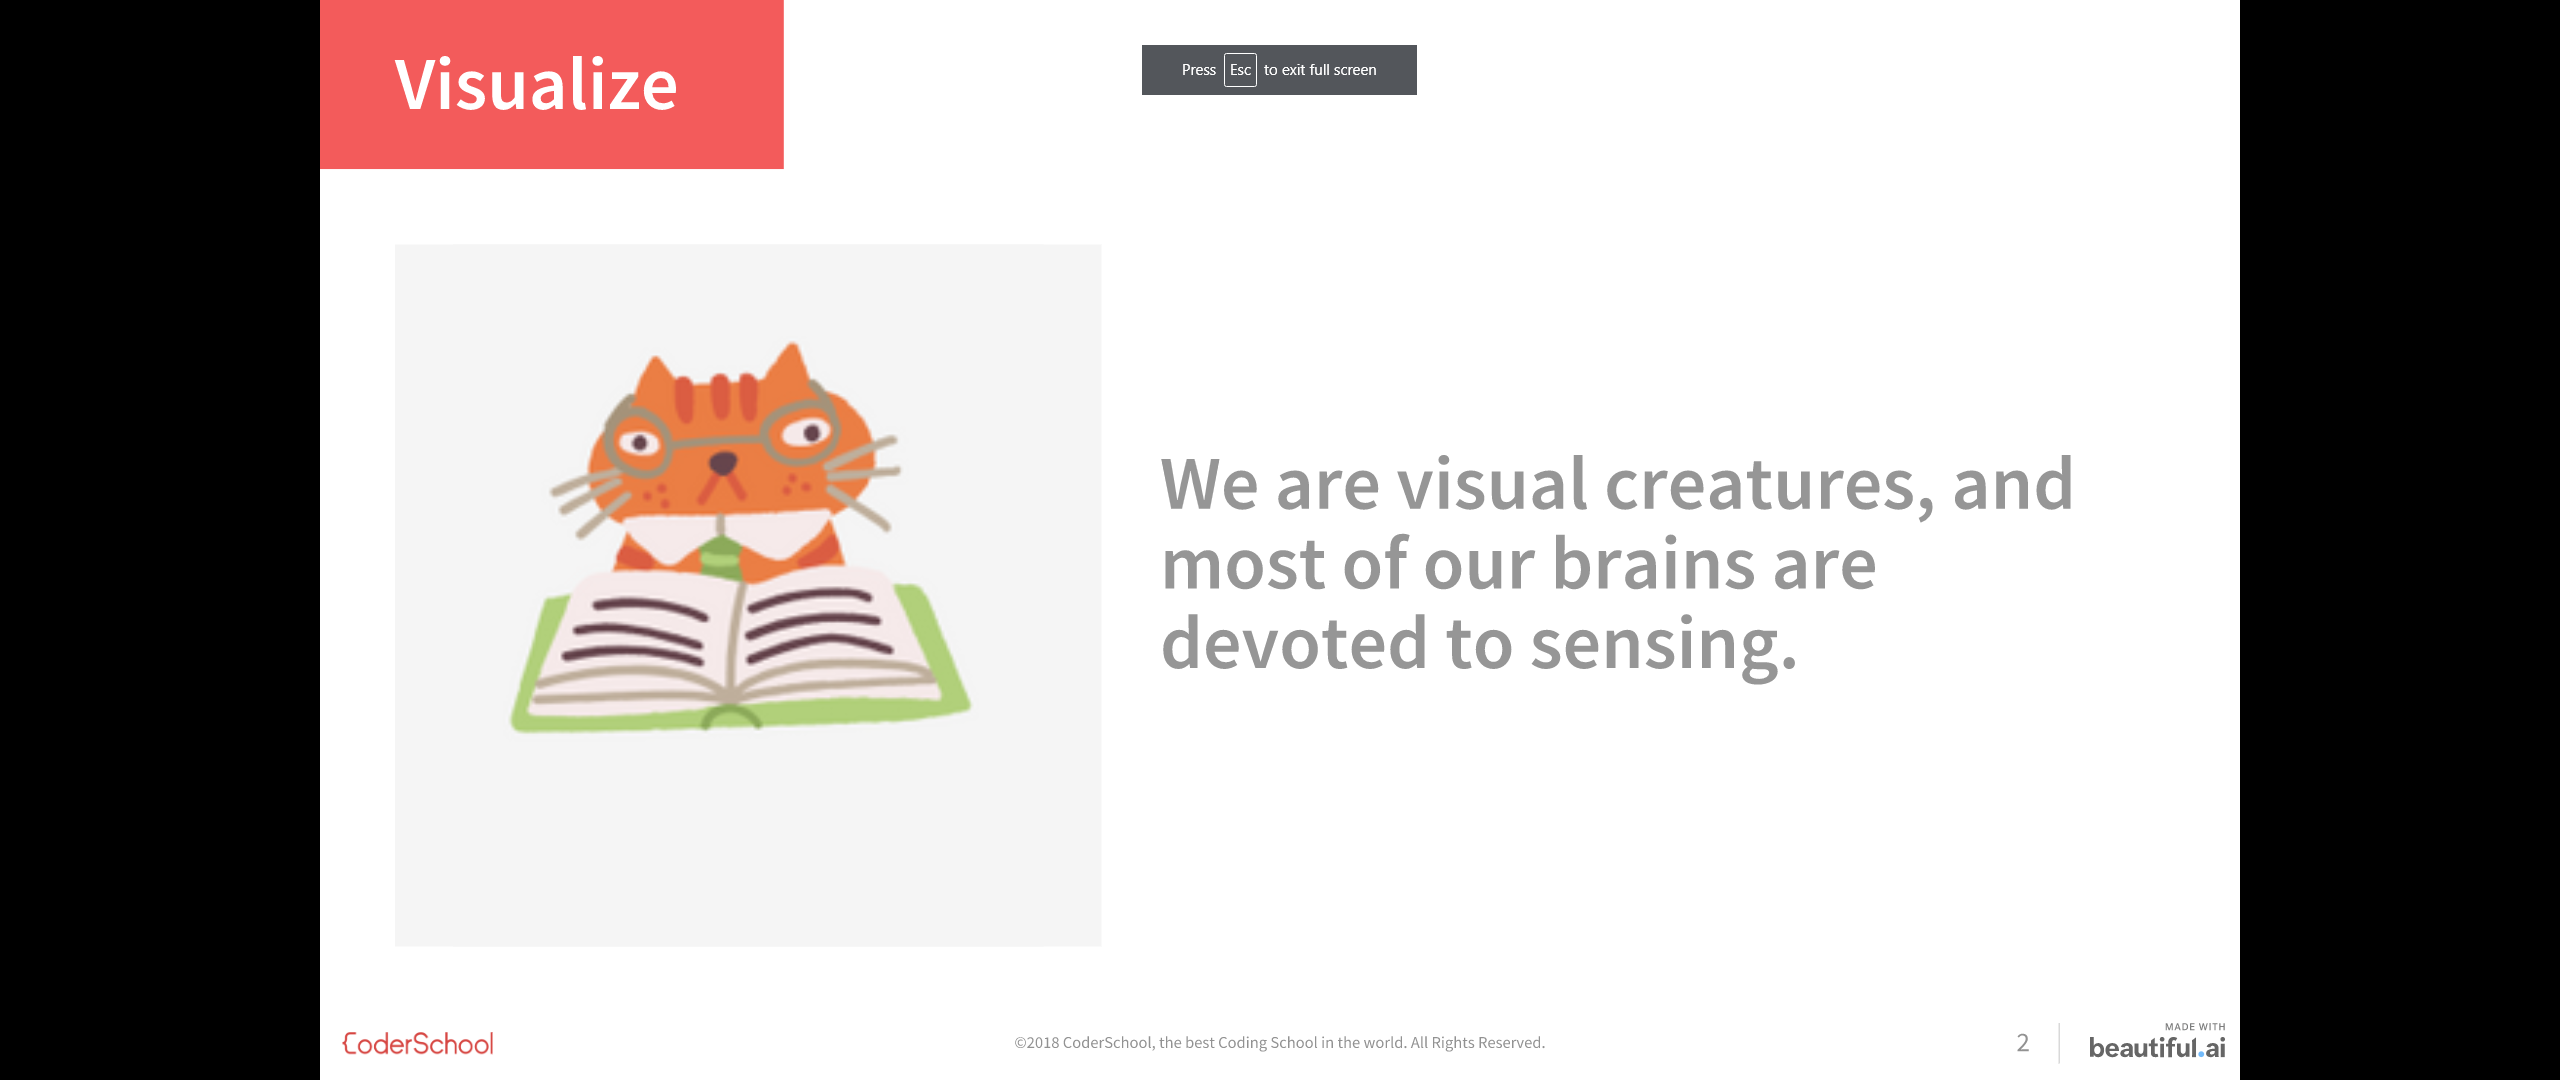 Visualize
Press Esc to exit full screen
We are visual creatures, and
most of our brains are
devoted to sensing.
CoderSchool
©2018 CoderSchool, the best Coding School in the world. All Rights Reserved.
2
MADE WITH
beautiful.ai